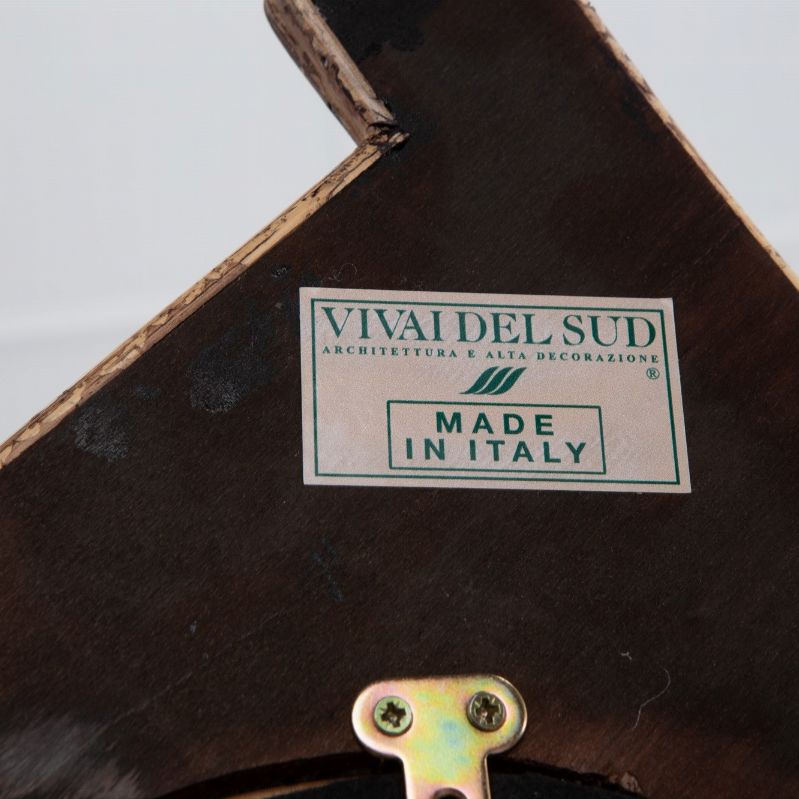 VIVAI DEL SUD
ARCHITETTURA E ALTA DECORAZIONE
®
MADE
IN ITALY